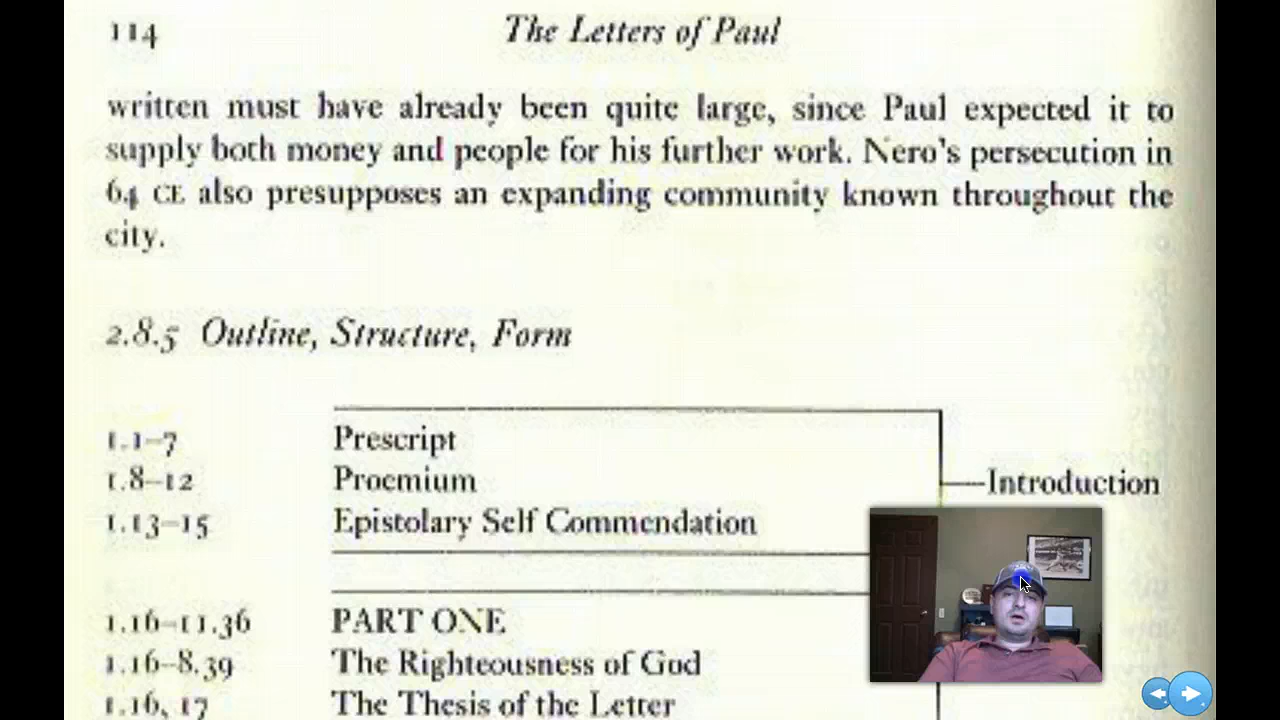 114 The Letters of Paul
written must have already been quite large, since Paul expected it to
supply both money and people for his further work. Nero's persecution in
64 CE also presupposes an expanding community known throughout the
city.
2.8.5 Outline, Structure, Form
1.1–7 Prescript
1.8–12 Proemium
1.13–15 Epistolary Self Commendation
Introduction
1.16–11.36 PART ONE
1.16–8.39 The Righteousness of God
1.16, 17 The Thesis of the Letter